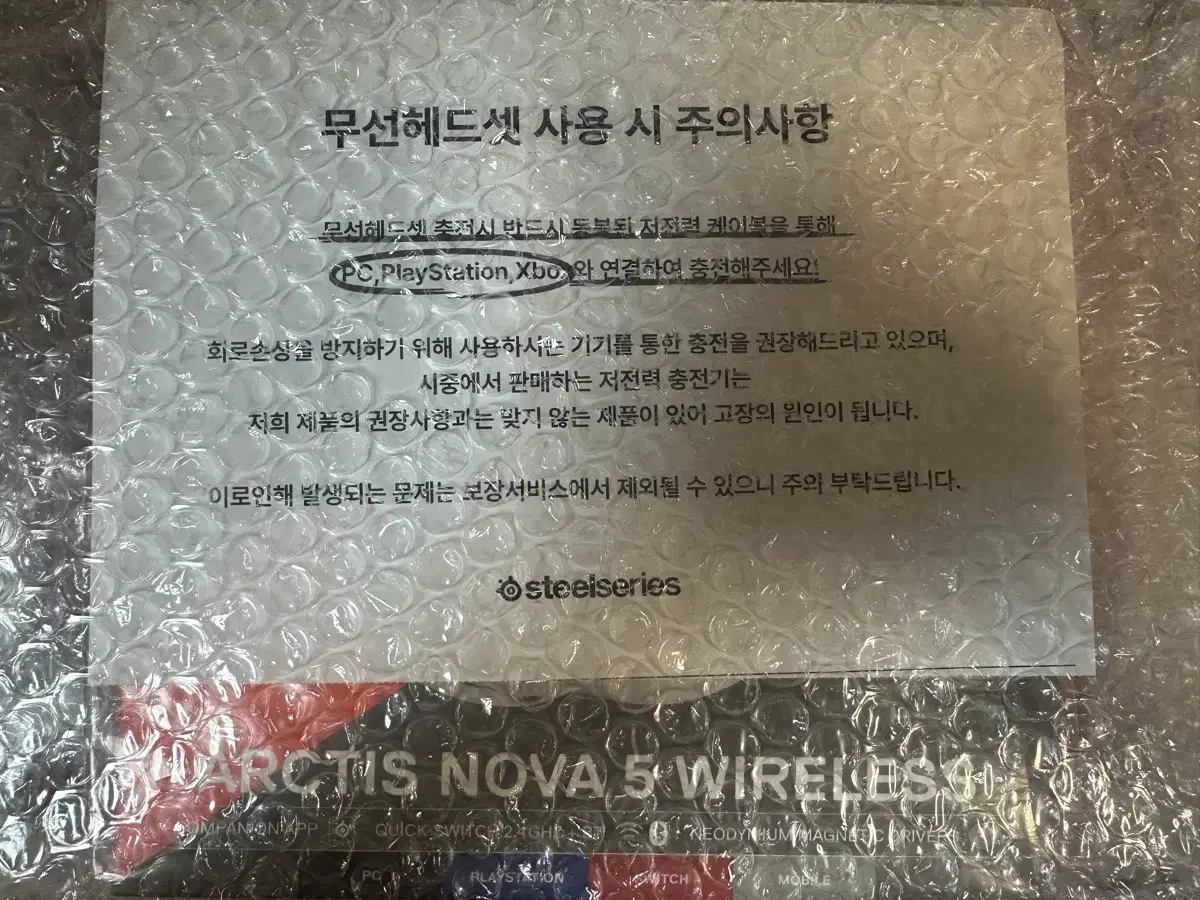 무선헤드셋 사용 시 주의사항
무선헤드셋 충전시 반드시 동봉된 저전력 케이블을 통해
PC,PlayStation,Xbox와 연결하여 충전해주세요!
회로손상을 방지하기 위해 사용하시는 기기를 통한 충전을 권장해드리고 있으며,
시중에서 판매하는 저전력 충전기는
저희 제품의 권장사항과는 맞지 않는 제품이 있어 고장의 원인이 됩니다.
이로인해 발생되는 문제는 보장서비스에서 제외될 수 있으니 주의 부탁드립니다.
steelseries
ARCTIS NOVA 5 WIRELESS
COMPANION APP QUICK-SWITCH 2.4GHZ BT NEODYMIUM MAGNETIC DRIVERS
PC PLAYSTATION SWITCH MOBILE